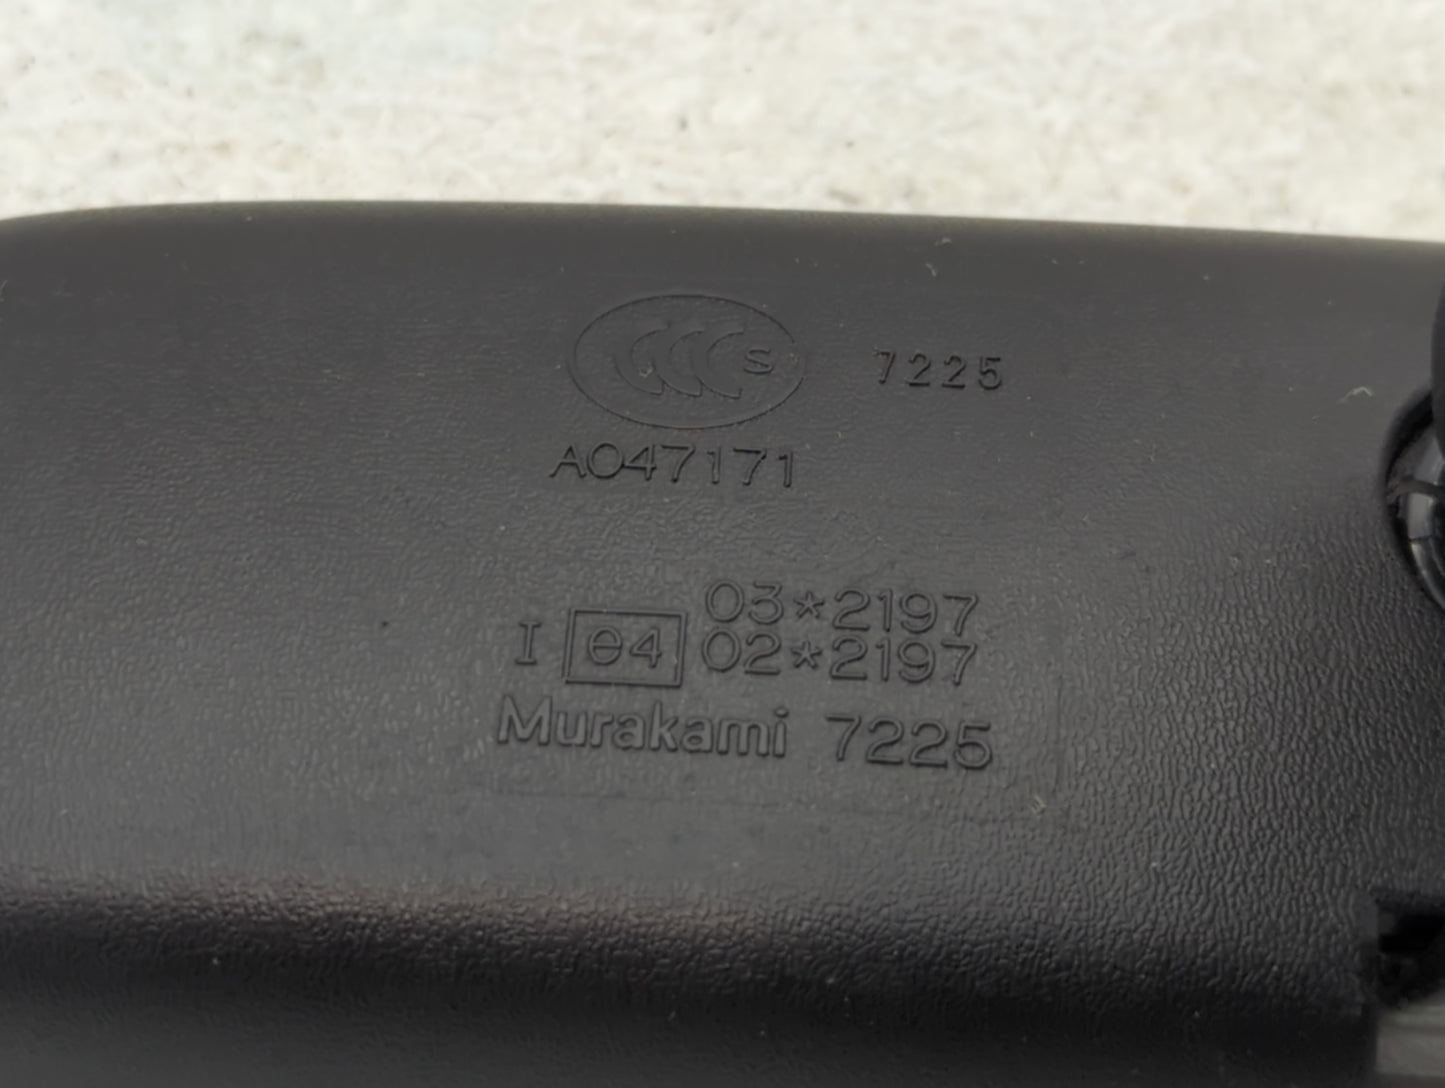 CCC S 7225
A047171
03*2197
I e4 02*2197
Murakami 7225